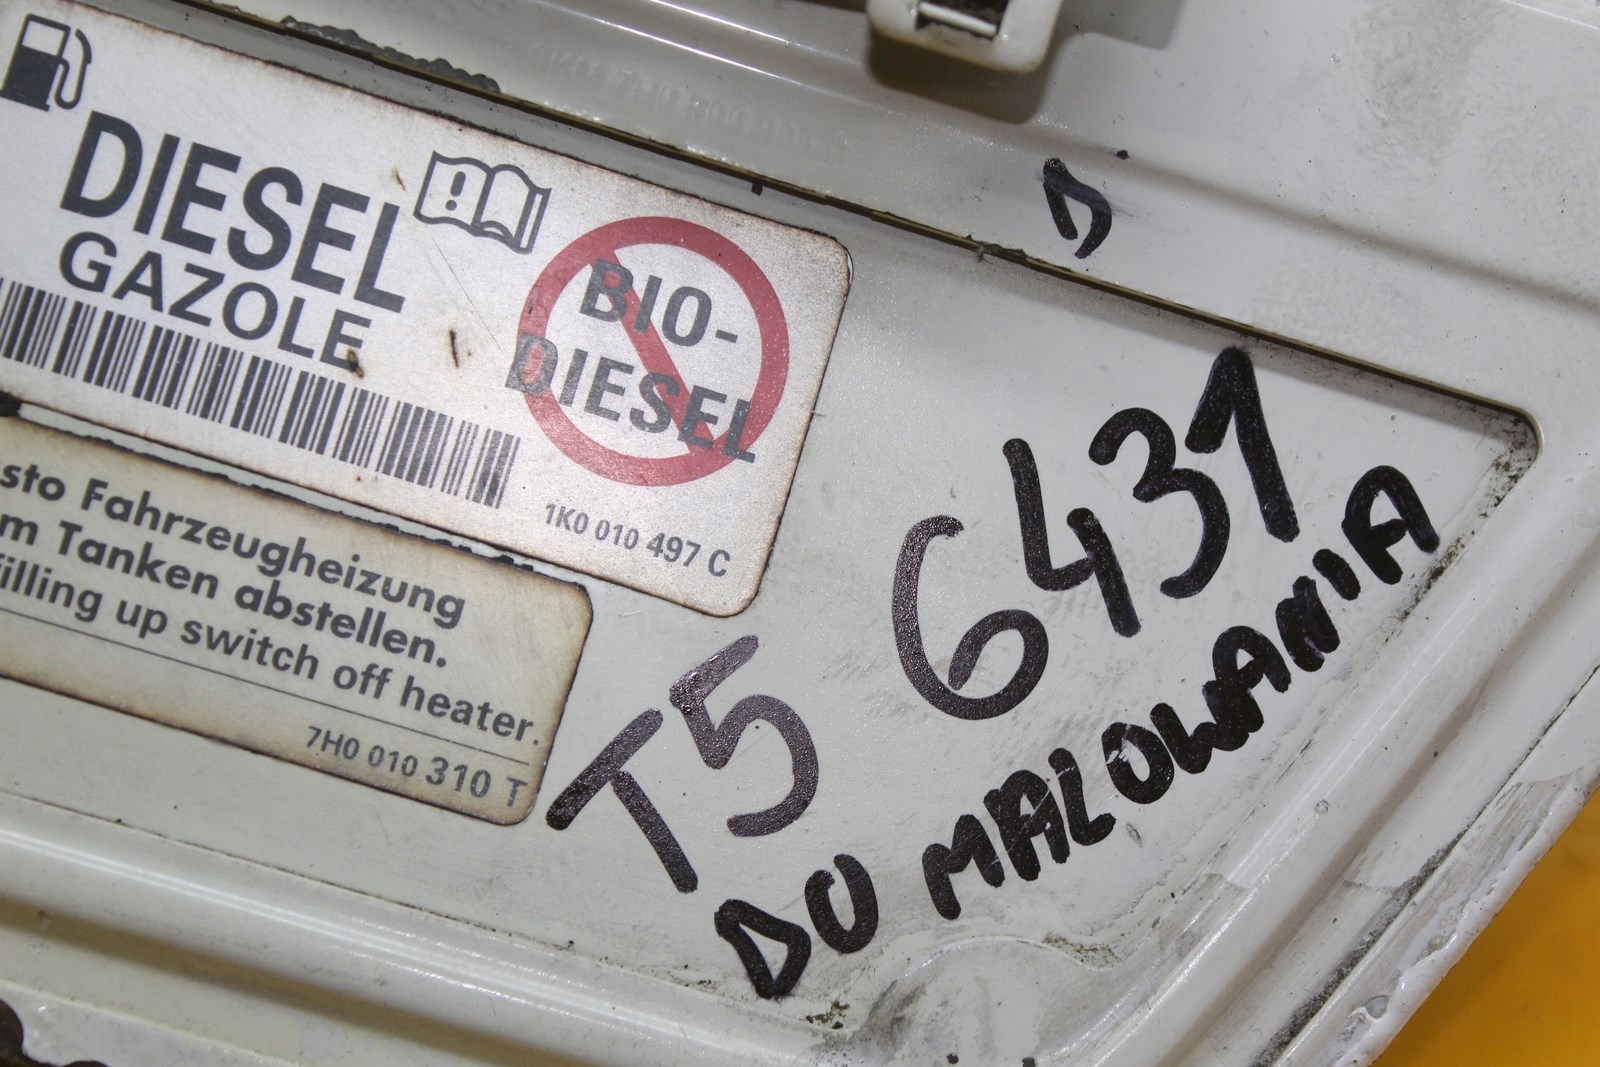 DIESEL
GAZOLE
BIO-
DIESEL
1K0 010 497 C
sto Fahrzeugheizung
m Tanken abstellen.
filling up switch off heater.
7H0 010 310 T
D
T5 6431
DO MALOWANIA